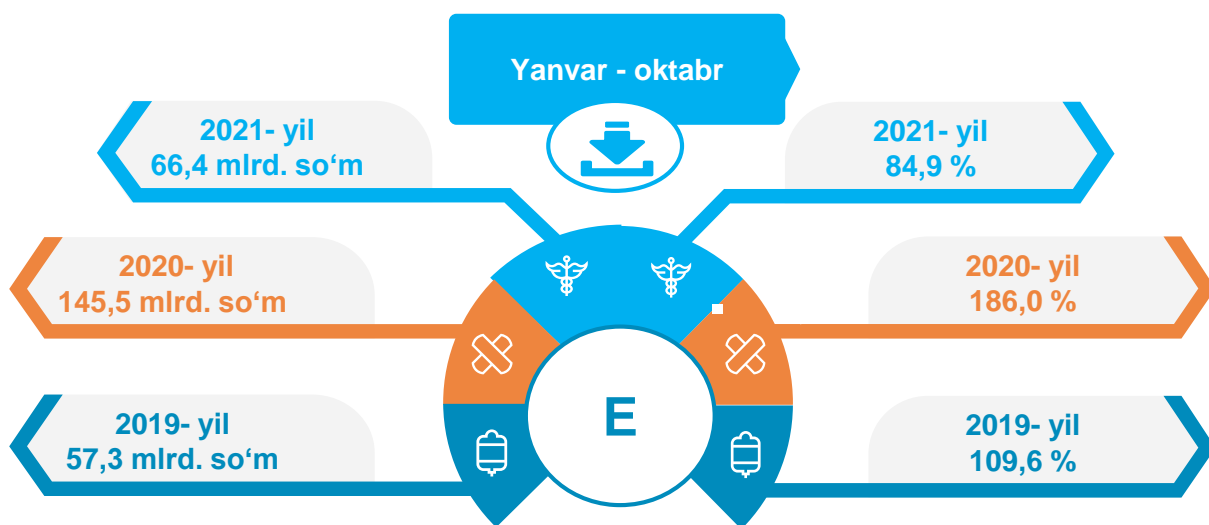 Yanvar - oktabr
2021- yil
66,4 mlrd. so‘m
2021- yil
84,9 %
2020- yil
145,5 mlrd. so‘m
2020- yil
186,0 %
E
2019- yil
57,3 mlrd. so‘m
2019- yil
109,6 %